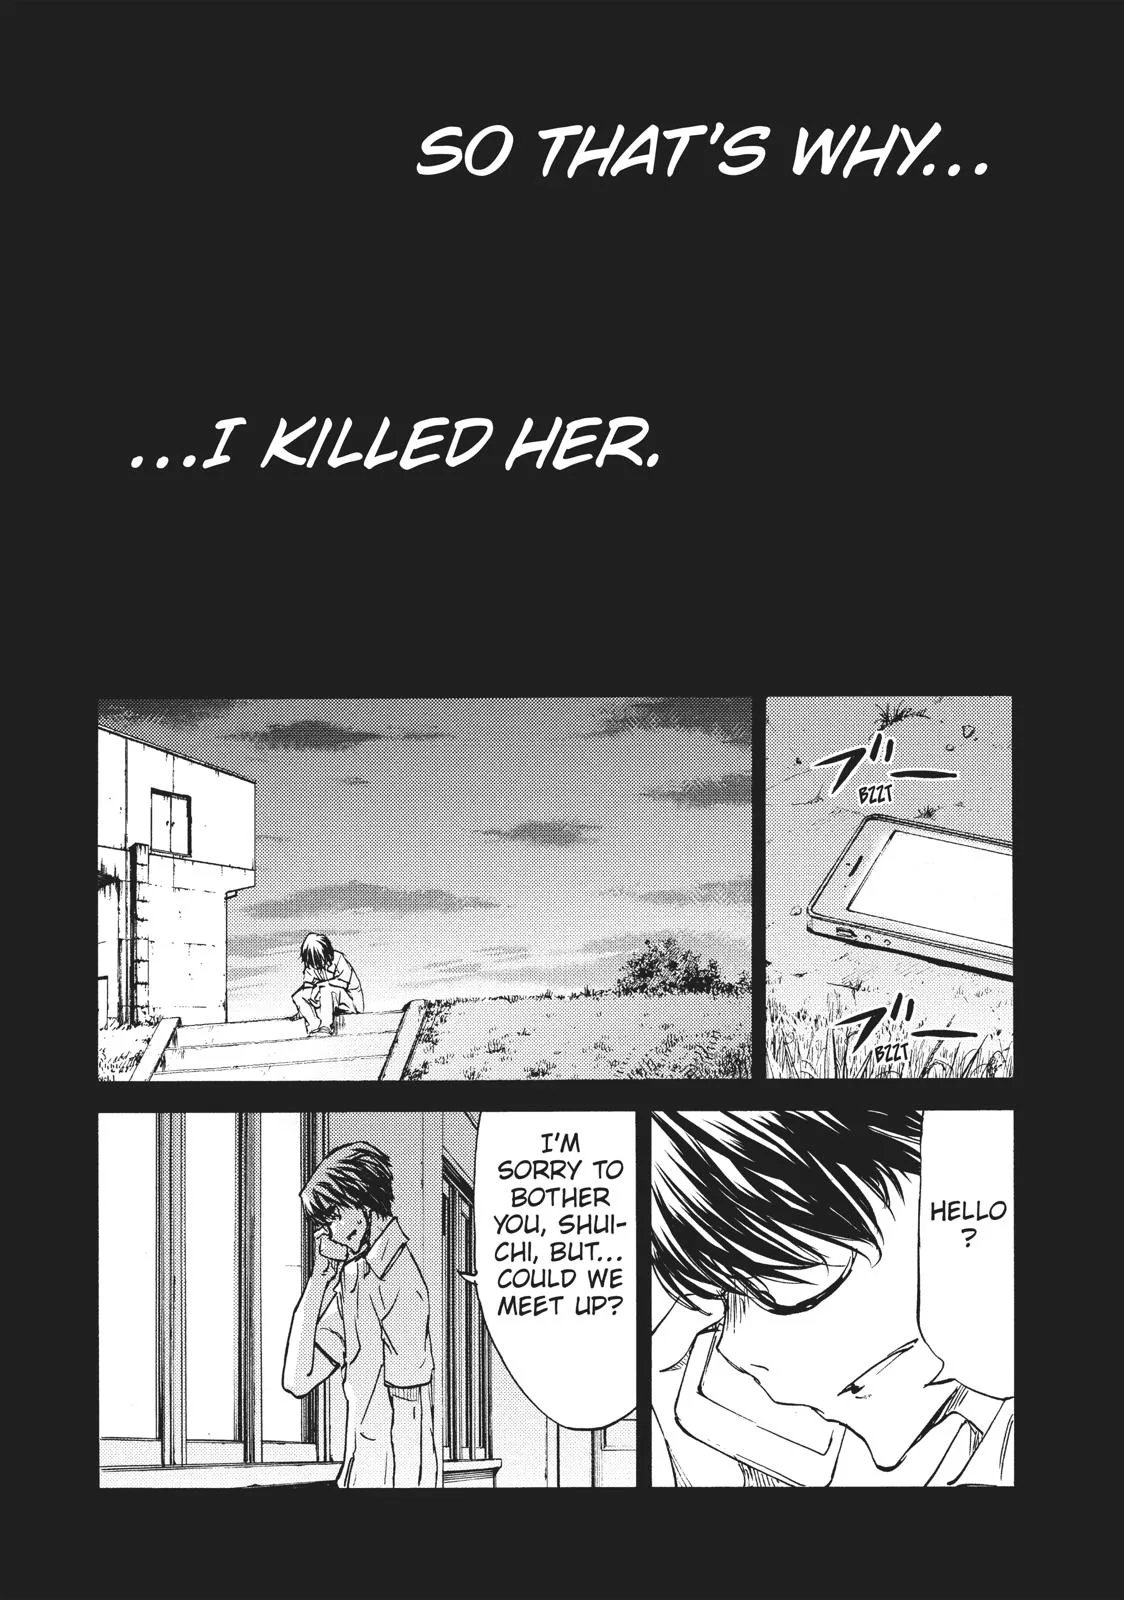 SO THAT'S WHY...
...I KILLED HER.
ブー
BZZT
ブー
BZZT
HELLO
?
I'M
SORRY TO
BOTHER
YOU, SHUI-
CHI, BUT...
COULD WE
MEET UP?